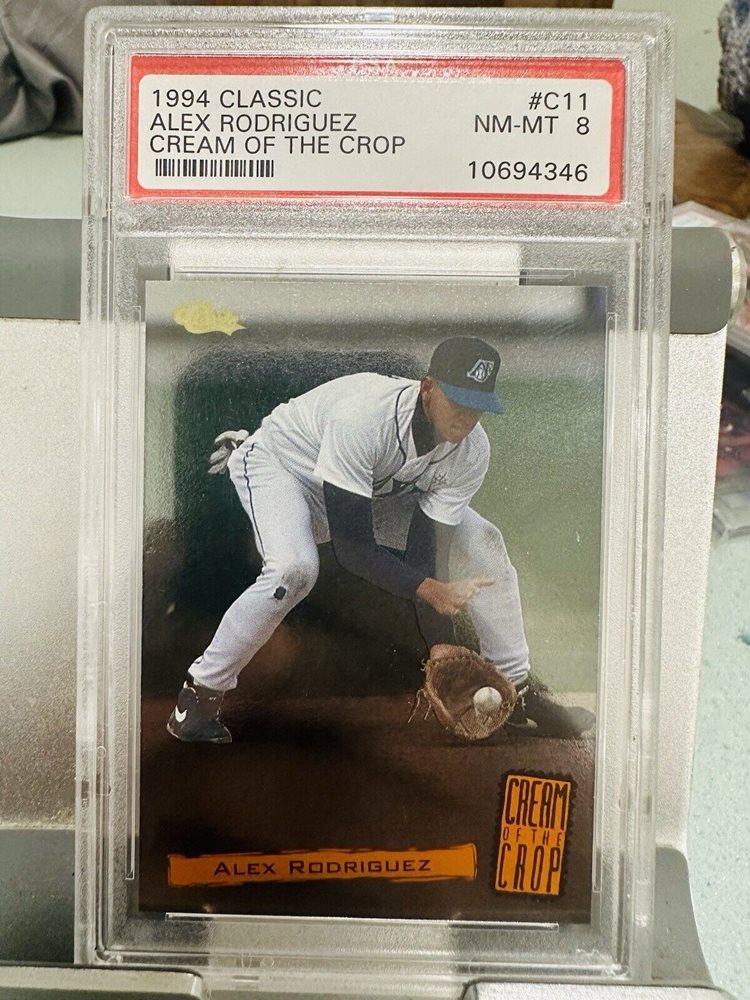 1994 CLASSIC #C11
ALEX RODRIGUEZ NM-MT 8
CREAM OF THE CROP
10694346
CREAM
OF THE
CROP
ALEX RODRIGUEZ